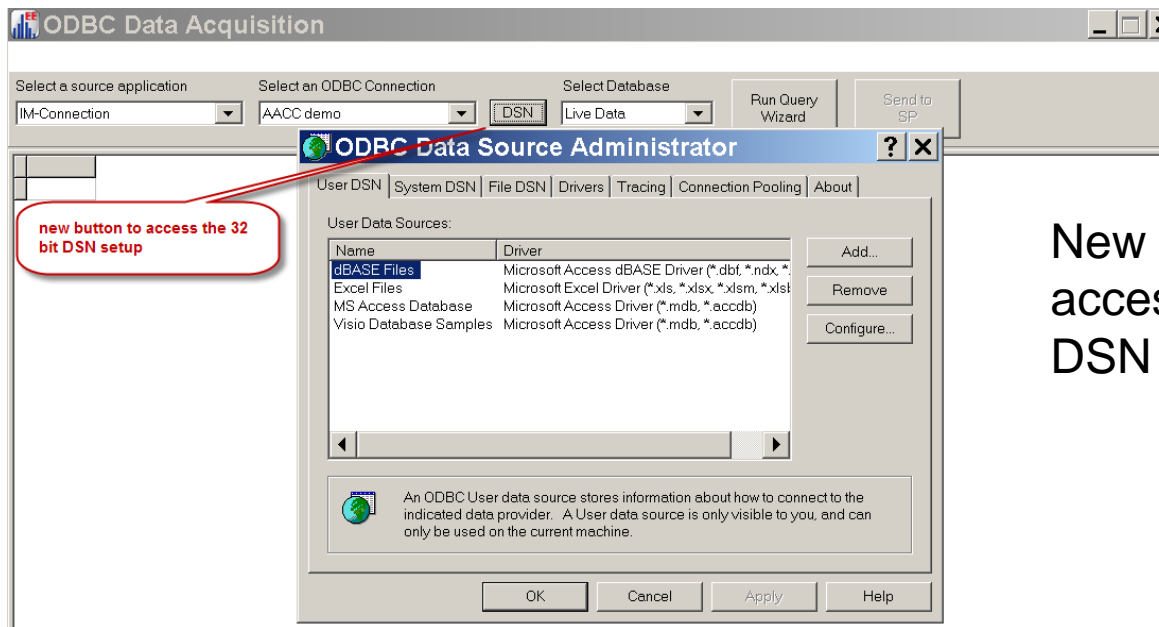 ODBC Data Acquisition
Select a source application
Select an ODBC Connection
Select Database
IM-Connection
AACC demo
DSN
Live Data
Run Query
Wizard
Send to
SP
ODBC Data Source Administrator
User DSN
System DSN
File DSN
Drivers
Tracing
Connection Pooling
About
new button to access the 32
bit DSN setup
User Data Sources:
Name Driver
dBASE Files Microsoft Access dBASE Driver (*.dbf, *.ndx, *.
Excel Files Microsoft Excel Driver (*.xls, *.xlsx, *.xlsm, *.xlsb
MS Access Database Microsoft Access Driver (*.mdb, *.accdb)
Visio Database Samples Microsoft Access Driver (*.mdb, *.accdb)
Add...
Remove
Configure...
An ODBC User data source stores information about how to connect to the
indicated data provider. A User data source is only visible to you, and can
only be used on the current machine.
OK
Cancel
Apply
Help
New
DSN